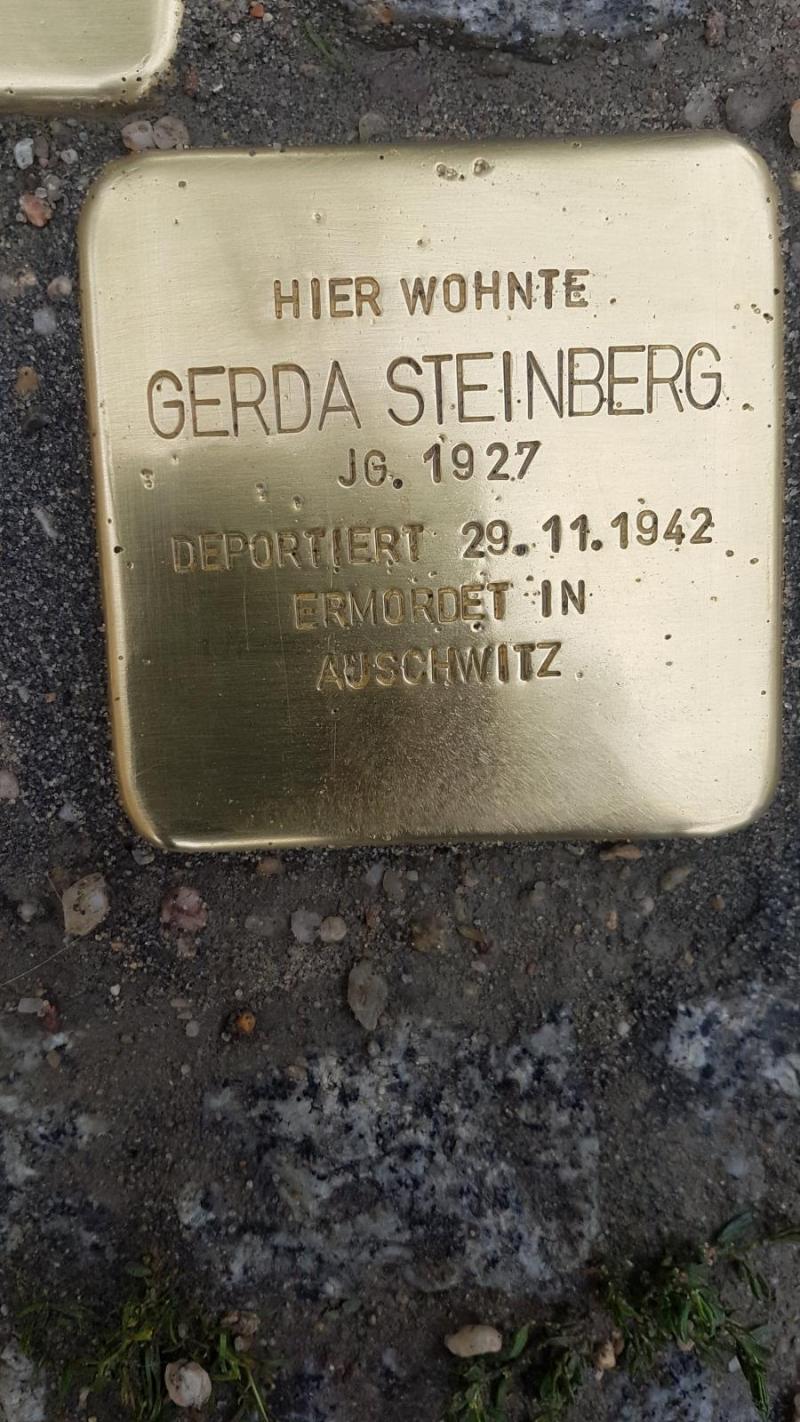 HIER WOHNTE
GERDA STEINBERG
JG. 1927
DEPORTIERT 29.11.1942
ERMORDET IN
AUSCHWITZ